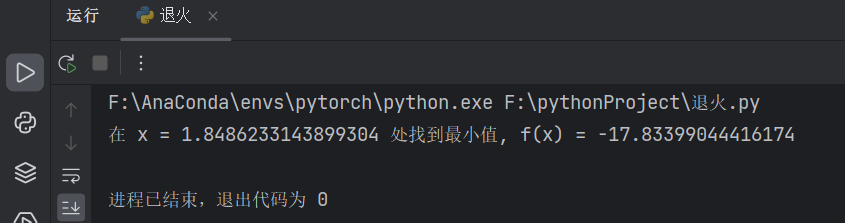 运行 退火
F:\AnaConda\envs\pytorch\python.exe F:\pythonProject\退火.py
在 x = 1.8486233143899304 处找到最小值, f(x) = -17.83399044416174
进程已结束，退出代码为 0